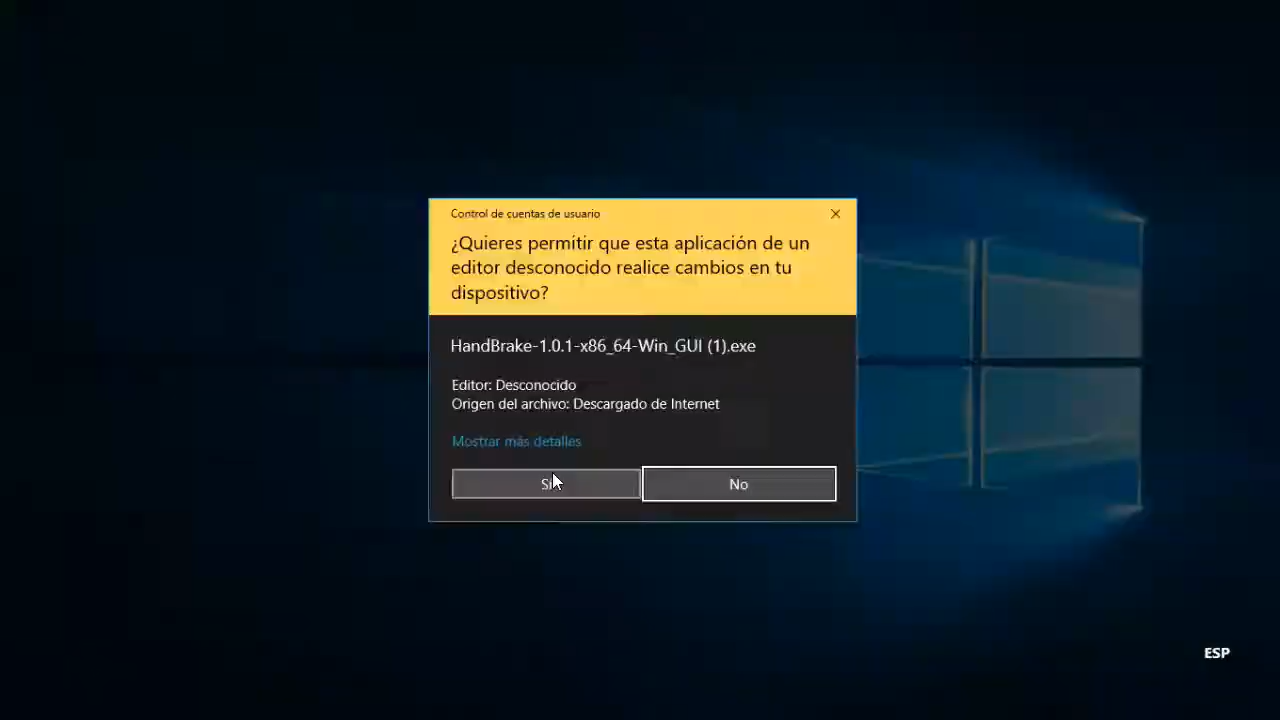 Control de cuentas de usuario
¿Quieres permitir que esta aplicación de un
editor desconocido realice cambios en tu
dispositivo?
HandBrake-1.0.1-x86_64-Win_GUI (1).exe
Editor: Desconocido
Origen del archivo: Descargado de Internet
Mostrar más detalles
Sí
No
ESP